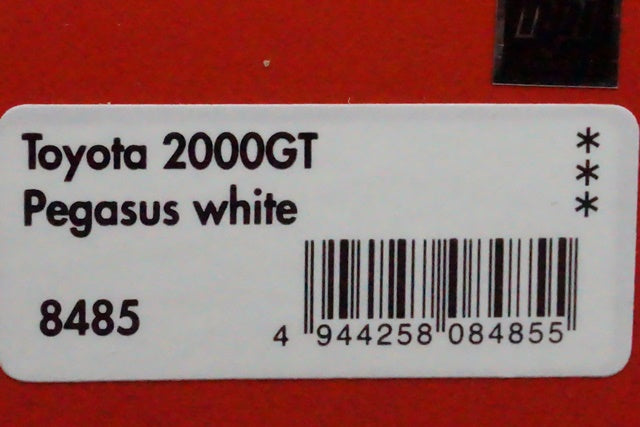 Toyota 2000GT
Pegasus white
***
8485
4 944258 084855